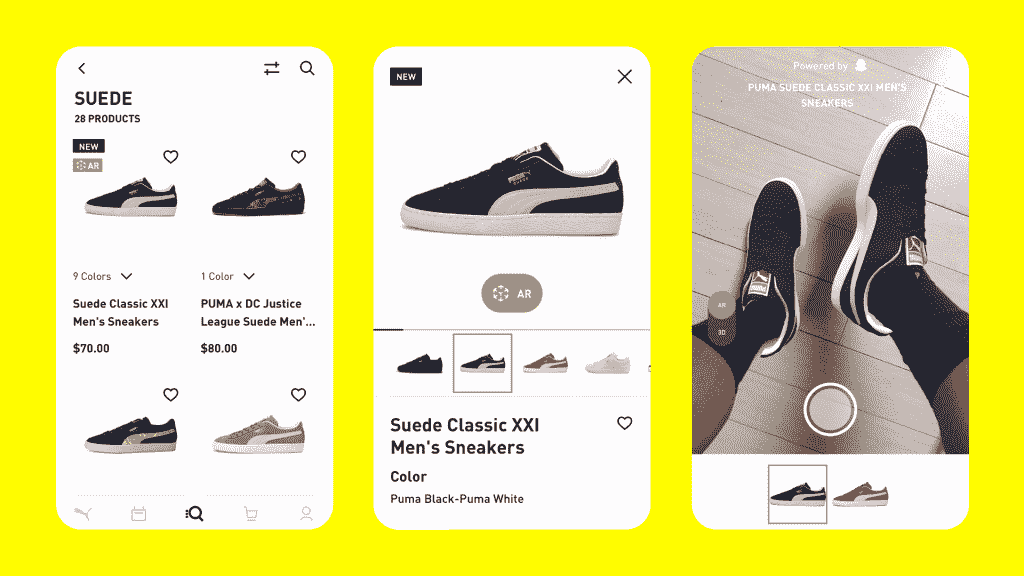 SUEDE
28 PRODUCTS
NEW
AR
9 Colors
1 Color
Suede Classic XXI
Men's Sneakers
PUMA x DC Justice
League Suede Men'...
$70.00
$80.00
NEW
AR
Suede Classic XXI
Men's Sneakers
Color
Puma Black-Puma White
Powered by
PUMA SUEDE CLASSIC XXI MEN'S
SNEAKERS
AR
3D